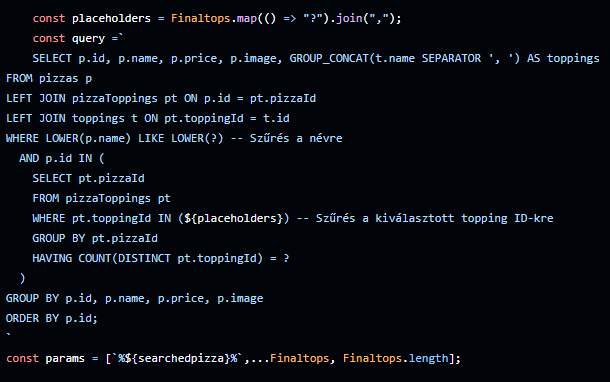 const placeholders = Finaltops.map(() => "?").join(",");
const query =`
SELECT p.id, p.name, p.price, p.image, GROUP_CONCAT(t.name SEPARATOR ', ') AS toppings
FROM pizzas p
LEFT JOIN pizzaToppings pt ON p.id = pt.pizzaId
LEFT JOIN toppings t ON pt.toppingId = t.id
WHERE LOWER(p.name) LIKE LOWER(?) -- Szűrés a névre
AND p.id IN (
SELECT pt.pizzaId
FROM pizzaToppings pt
WHERE pt.toppingId IN (${placeholders}) -- Szűrés a kiválasztott topping ID-kre
GROUP BY pt.pizzaId
HAVING COUNT(DISTINCT pt.toppingId) = ?
)
GROUP BY p.id, p.name, p.price, p.image
ORDER BY p.id;
`
const params = [`%${searchedpizza}%`,...Finaltops, Finaltops.length];